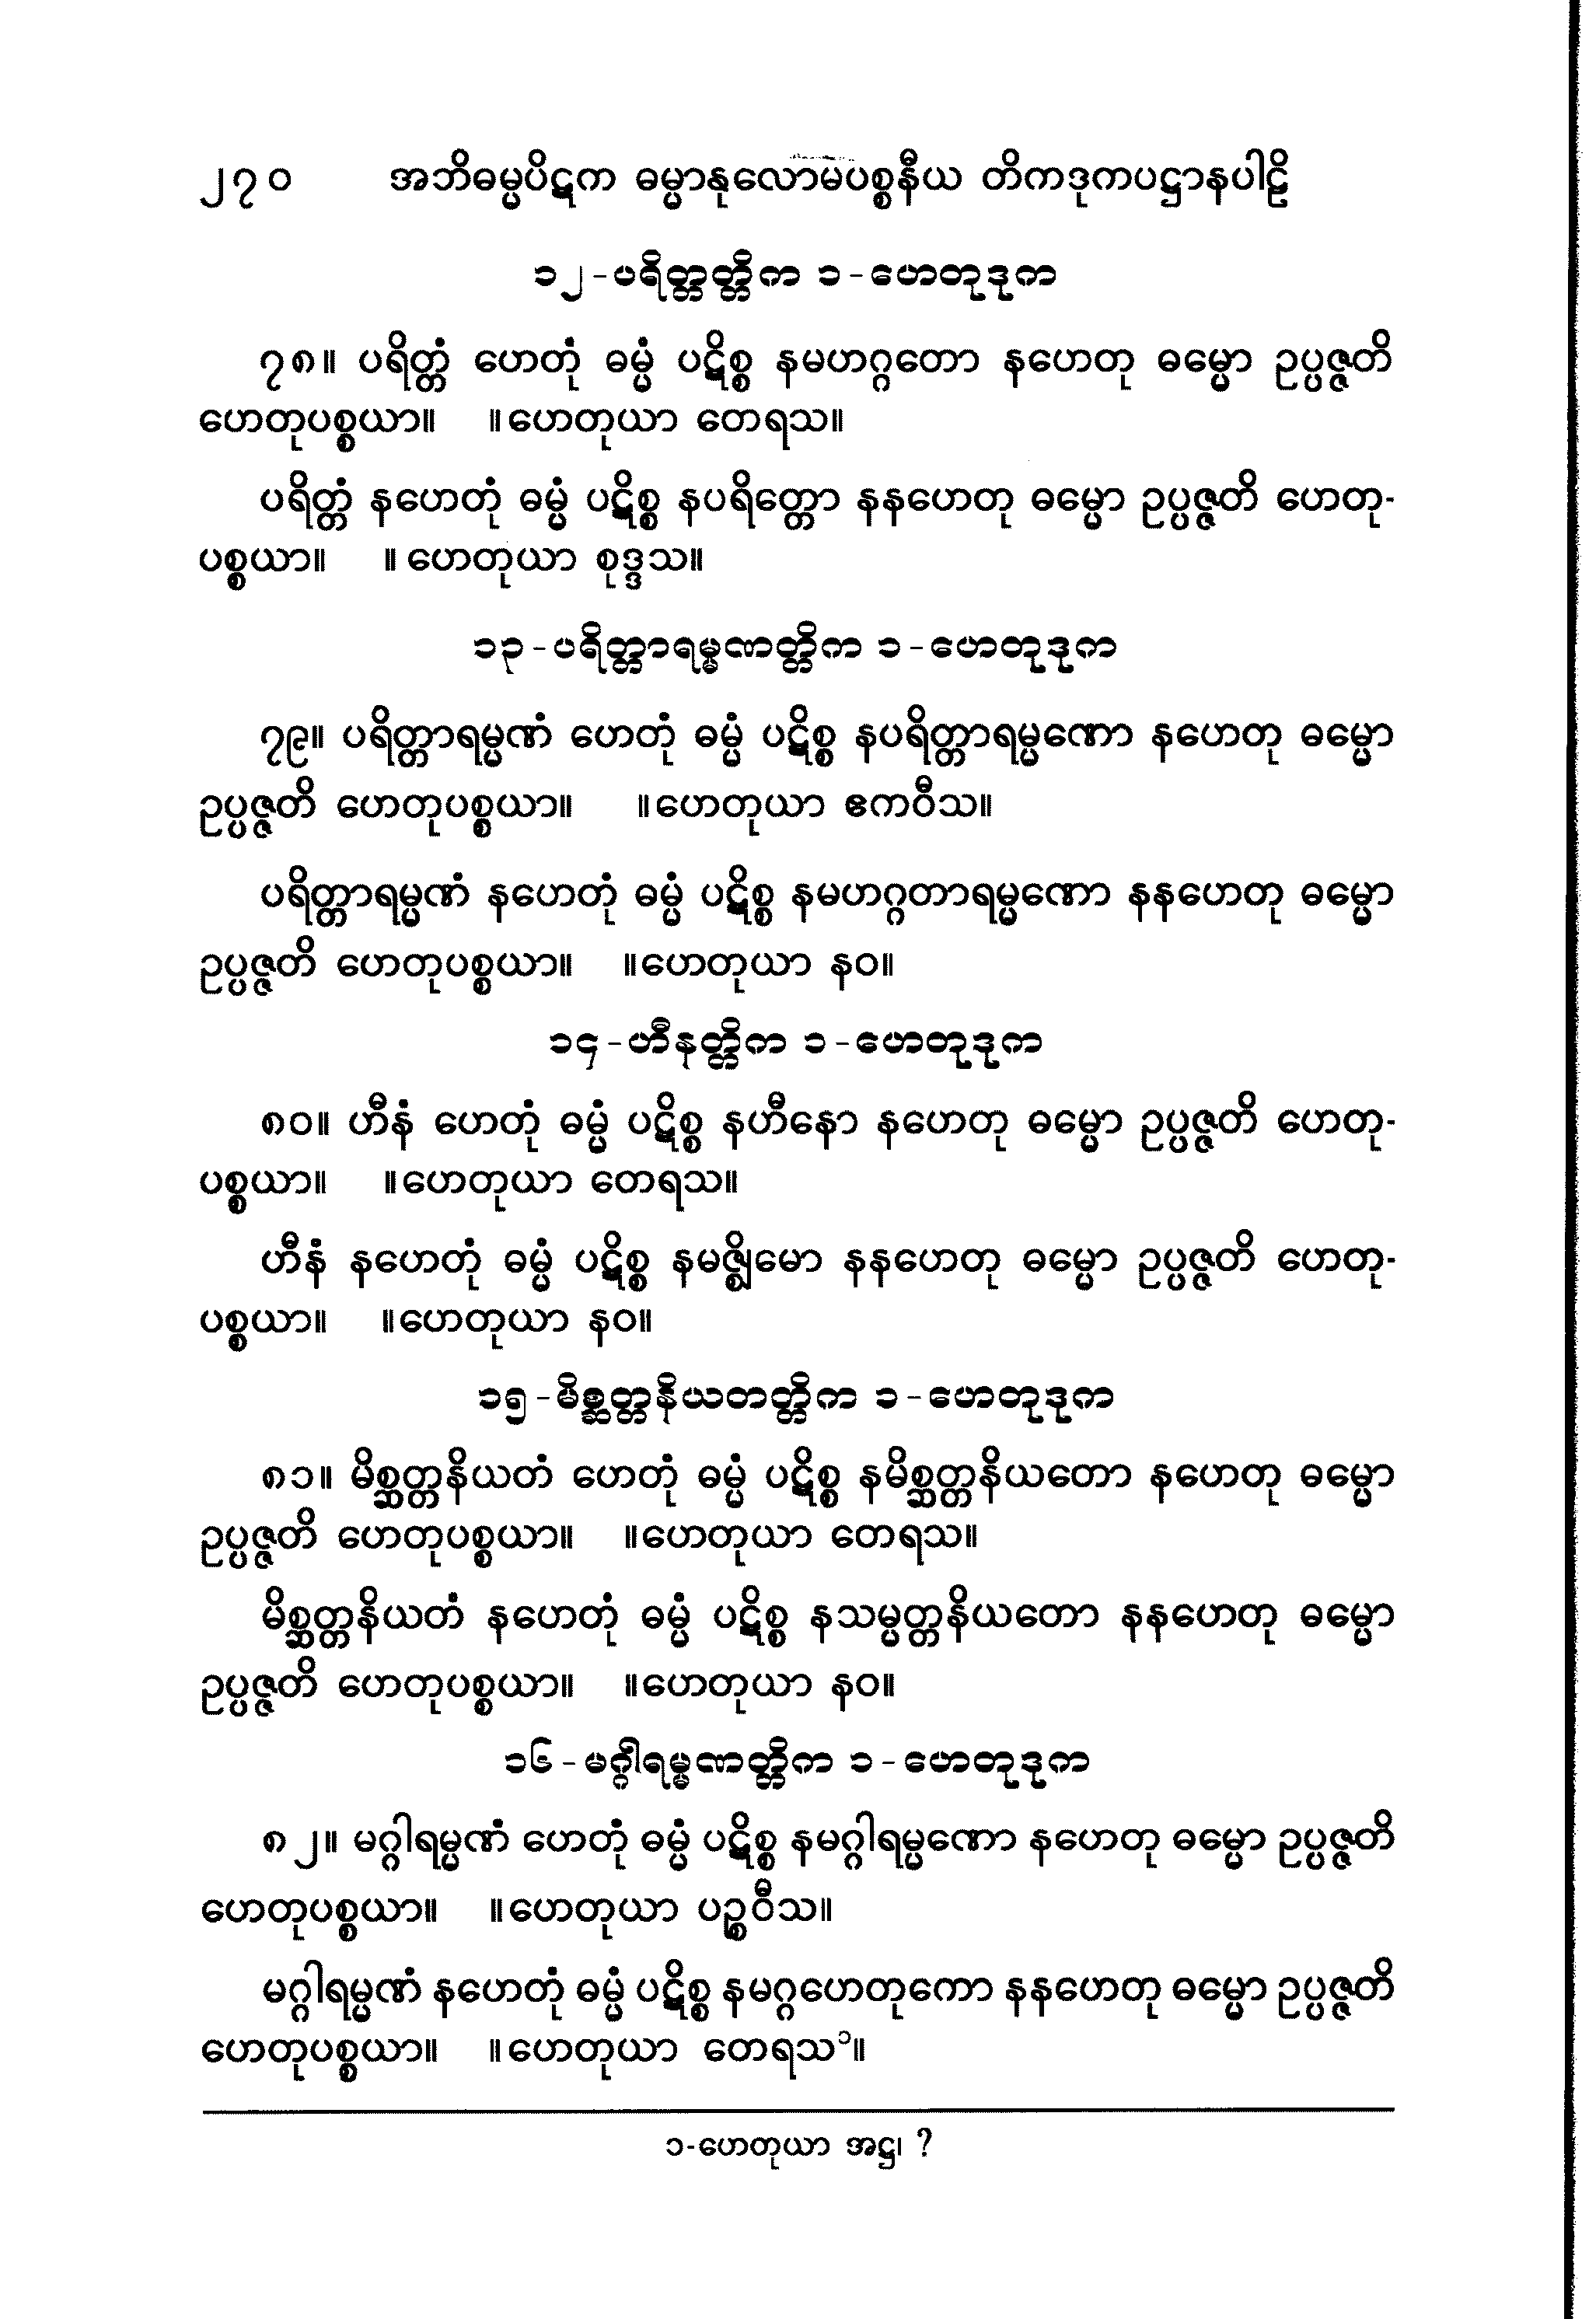 ၂၇၀ အဘိဓမ္မပိဋက ဓမ္မာနုလောမပစ္စနီယ တိကဒုကပဋ္ဌာနပါဠိ
၁၂-ပရိတ္တတ္တိက ၁-ဟေတုဒုက
၇၈။ ပရိတ္တံ ဟေတုံ ဓမ္မံ ပဋိစ္စ နမဟဂ္ဂတော နဟေတု ဓမ္မော ဥပ္ပဇ္ဇတိ
ဟေတုပစ္စယာ။ ။ဟေတုယာ တေရသ။
ပရိတ္တံ နဟေတုံ ဓမ္မံ ပဋိစ္စ နပရိတ္တော နနဟေတု ဓမ္မော ဥပ္ပဇ္ဇတိ ဟေတု-
ပစ္စယာ။ ။ဟေတုယာ စုဒ္ဒသ။
၁၃-ပရိတ္တာရမ္မဏတ္တိက ၁-ဟေတုဒုက
၇၉။ ပရိတ္တာရမ္မဏံ ဟေတုံ ဓမ္မံ ပဋိစ္စ နပရိတ္တာရမ္မဏော နဟေတု ဓမ္မော
ဥပ္ပဇ္ဇတိ ဟေတုပစ္စယာ။ ။ဟေတုယာ ဧကဝီသ။
ပရိတ္တာရမ္မဏံ နဟေတုံ ဓမ္မံ ပဋိစ္စ နမဟဂ္ဂတာရမ္မဏော နနဟေတု ဓမ္မော
ဥပ္ပဇ္ဇတိ ဟေတုပစ္စယာ။ ။ဟေတုယာ နဝ။
၁၄-ဟီနတ္တိက ၁-ဟေတုဒုက
၈၀။ ဟီနံ ဟေတုံ ဓမ္မံ ပဋိစ္စ နဟီနော နဟေတု ဓမ္မော ဥပ္ပဇ္ဇတိ ဟေတု-
ပစ္စယာ။ ။ဟေတုယာ တေရသ။
ဟီနံ နဟေတုံ ဓမ္မံ ပဋိစ္စ နမဇ္ဈိမော နနဟေတု ဓမ္မော ဥပ္ပဇ္ဇတိ ဟေတု-
ပစ္စယာ။ ။ဟေတုယာ နဝ။
၁၅-မိစ္ဆတ္တနိယတတ္တိက ၁-ဟေတုဒုက
၈၁။ မိစ္ဆတ္တနိယတံ ဟေတုံ ဓမ္မံ ပဋိစ္စ နမိစ္ဆတ္တနိယတော နဟေတု ဓမ္မော
ဥပ္ပဇ္ဇတိ ဟေတုပစ္စယာ။ ။ဟေတုယာ တေရသ။
မိစ္ဆတ္တနိယတံ နဟေတုံ ဓမ္မံ ပဋိစ္စ နသမ္မတ္တနိယတော နနဟေတု ဓမ္မော
ဥပ္ပဇ္ဇတိ ဟေတုပစ္စယာ။ ။ဟေတုယာ နဝ။
၁၆-မဂ္ဂါရမ္မဏတ္တိက ၁-ဟေတုဒုက
၈၂။ မဂ္ဂါရမ္မဏံ ဟေတုံ ဓမ္မံ ပဋိစ္စ နမဂ္ဂါရမ္မဏော နဟေတု ဓမ္မော ဥပ္ပဇ္ဇတိ
ဟေတုပစ္စယာ။ ။ဟေတုယာ ပဉ္စဝီသ။
မဂ္ဂါရမ္မဏံ နဟေတုံ ဓမ္မံ ပဋိစ္စ နမဂ္ဂဟေတုကော နနဟေတု ဓမ္မော ဥပ္ပဇ္ဇတိ
ဟေတုပစ္စယာ။ ။ဟေတုယာ တေရသ၁။
၁-ဟေတုယာ အဋ္ဌ၊ ?